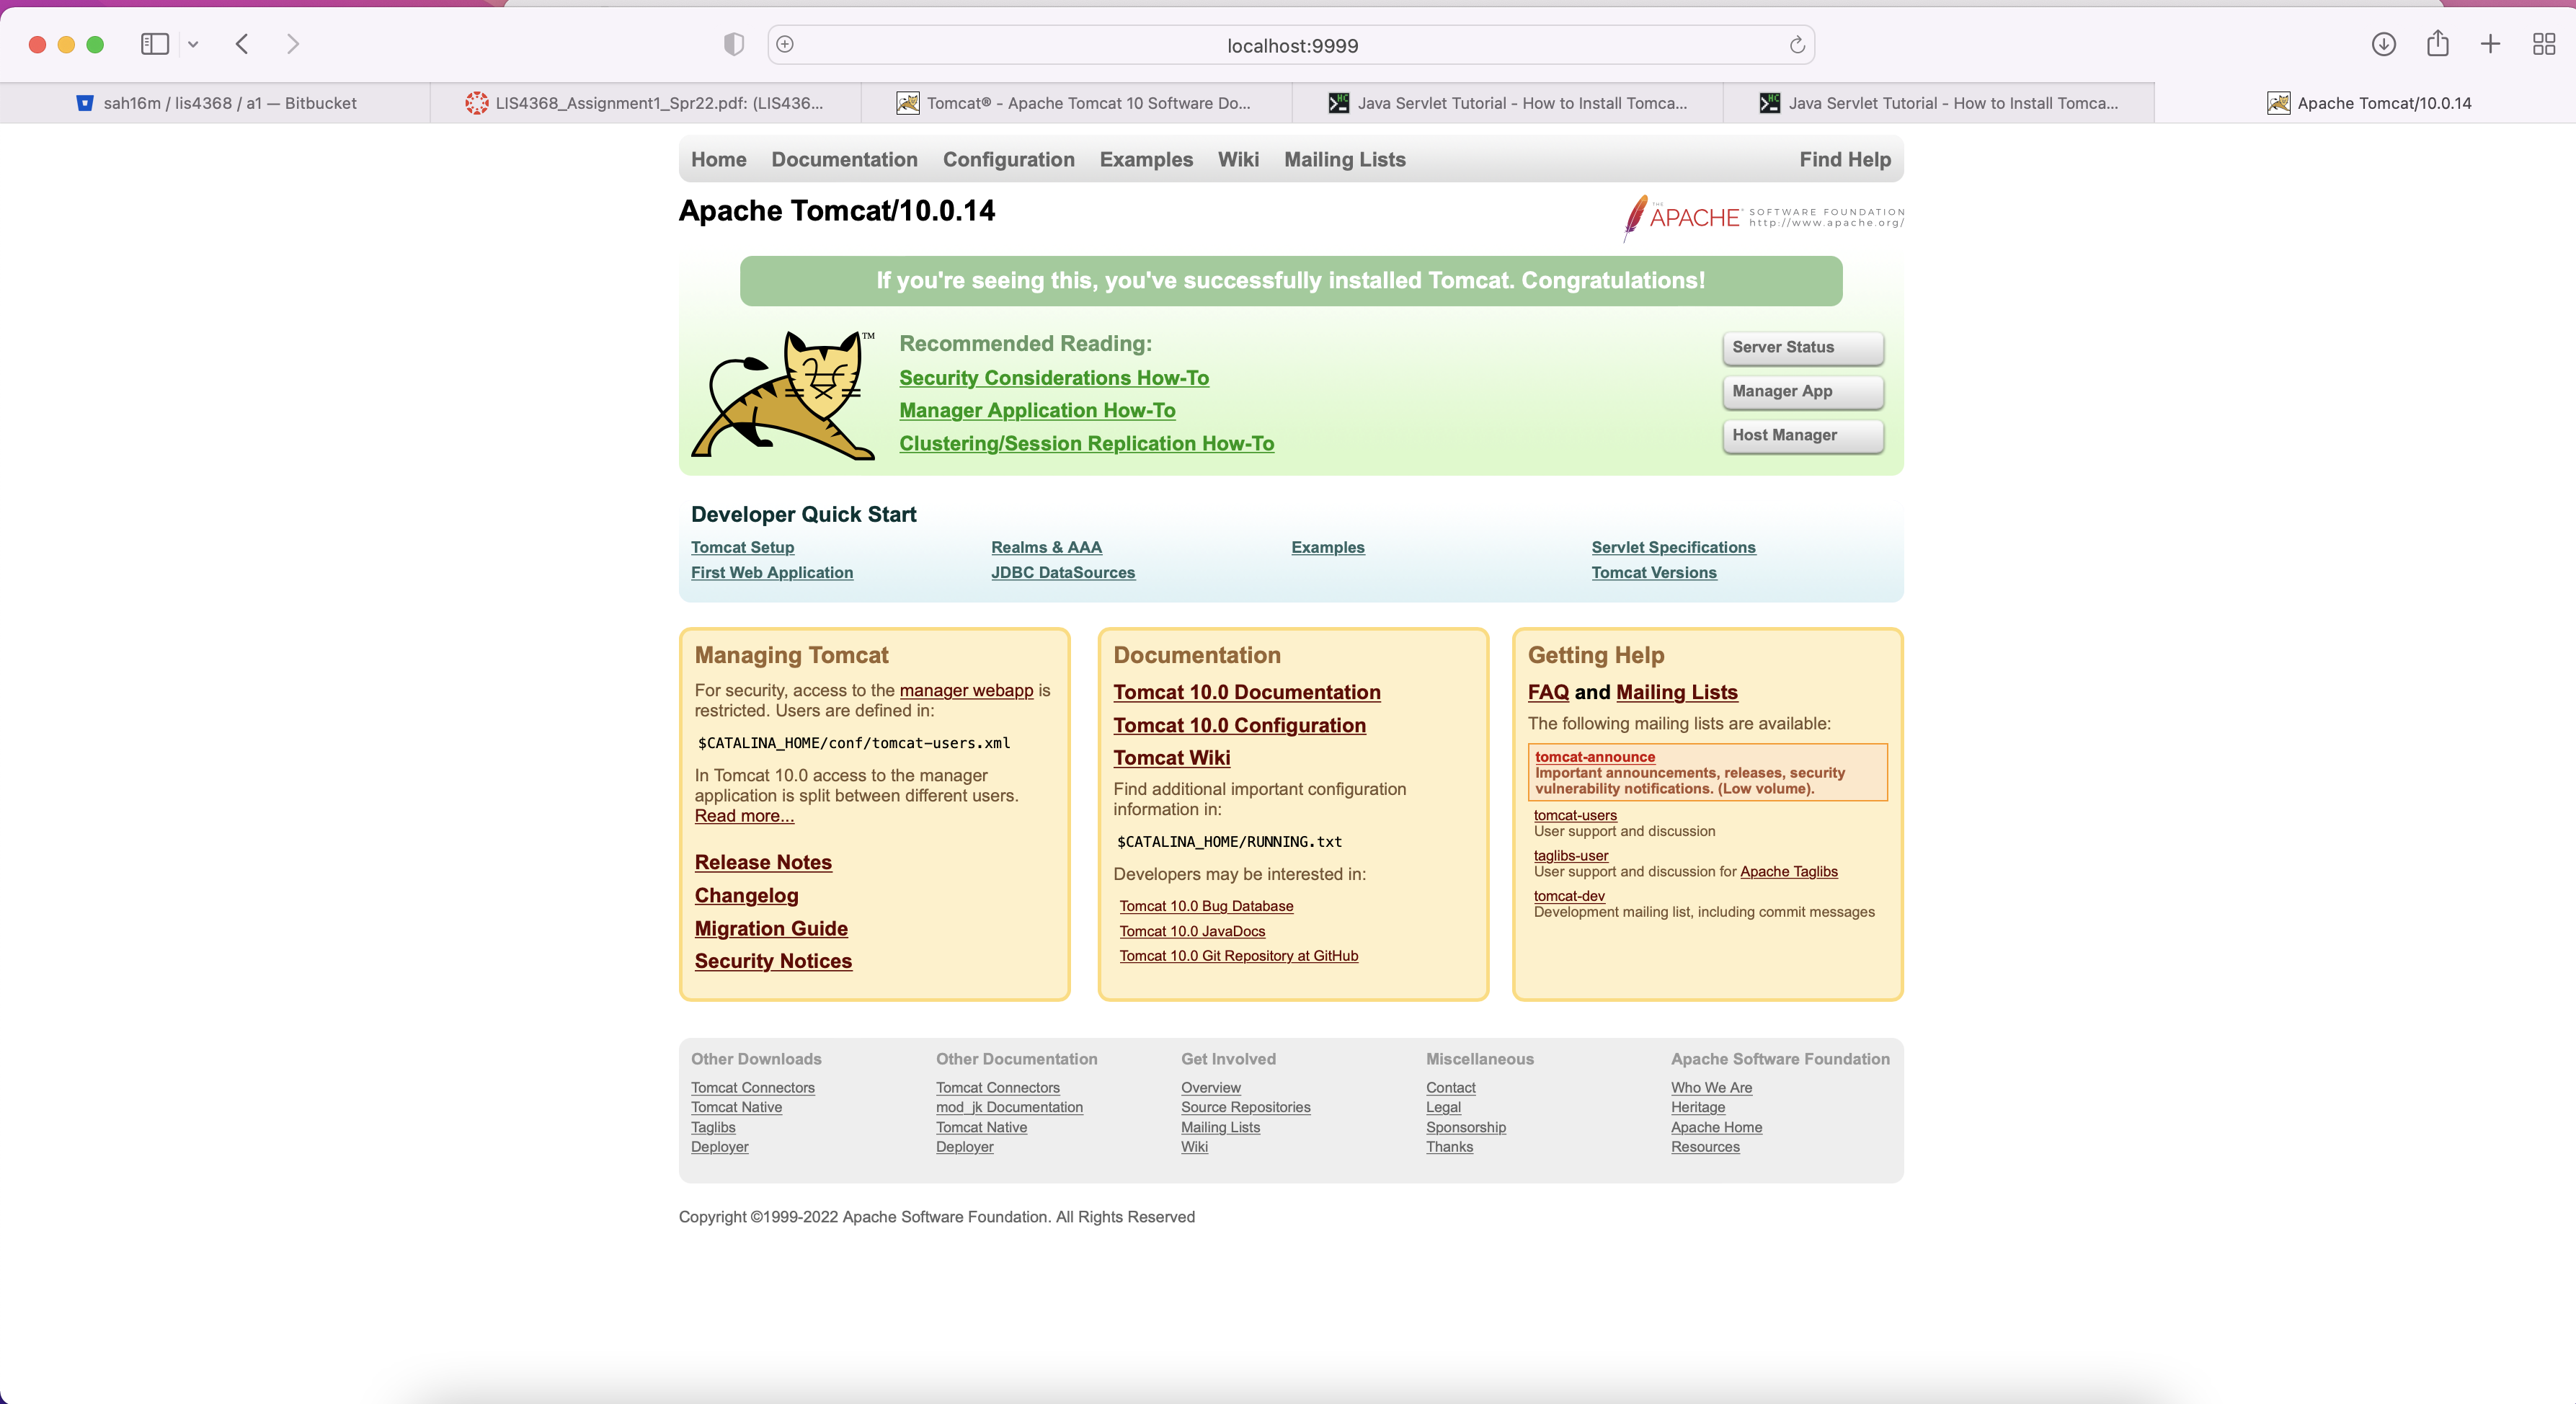 localhost:9999
sah16m / lis4368 / a1 — Bitbucket
LIS4368_Assignment1_Spr22.pdf: (LIS436...
Tomcat® - Apache Tomcat 10 Software Do...
Java Servlet Tutorial - How to Install Tomca...
Java Servlet Tutorial - How to Install Tomca...
Apache Tomcat/10.0.14
Home Documentation Configuration Examples Wiki Mailing Lists Find Help
Apache Tomcat/10.0.14
THE APACHE® SOFTWARE FOUNDATION
http://www.apache.org/
If you're seeing this, you've successfully installed Tomcat. Congratulations!
TM
Recommended Reading:
Security Considerations How-To
Manager Application How-To
Clustering/Session Replication How-To
Server Status
Manager App
Host Manager
Developer Quick Start
Tomcat Setup
First Web Application
Realms & AAA
JDBC DataSources
Examples
Servlet Specifications
Tomcat Versions
Managing Tomcat
For security, access to the manager webapp is
restricted. Users are defined in:
$CATALINA_HOME/conf/tomcat-users.xml
In Tomcat 10.0 access to the manager
application is split between different users.
Read more...
Release Notes
Changelog
Migration Guide
Security Notices
Documentation
Tomcat 10.0 Documentation
Tomcat 10.0 Configuration
Tomcat Wiki
Find additional important configuration
information in:
$CATALINA_HOME/RUNNING.txt
Developers may be interested in:
Tomcat 10.0 Bug Database
Tomcat 10.0 JavaDocs
Tomcat 10.0 Git Repository at GitHub
Getting Help
FAQ and Mailing Lists
The following mailing lists are available:
tomcat-announce
Important announcements, releases, security
vulnerability notifications. (Low volume).
tomcat-users
User support and discussion
taglibs-user
User support and discussion for Apache Taglibs
tomcat-dev
Development mailing list, including commit messages
Other Downloads
Tomcat Connectors
Tomcat Native
Taglibs
Deployer
Other Documentation
Tomcat Connectors
mod_jk Documentation
Tomcat Native
Deployer
Get Involved
Overview
Source Repositories
Mailing Lists
Wiki
Miscellaneous
Contact
Legal
Sponsorship
Thanks
Apache Software Foundation
Who We Are
Heritage
Apache Home
Resources
Copyright ©1999-2022 Apache Software Foundation. All Rights Reserved